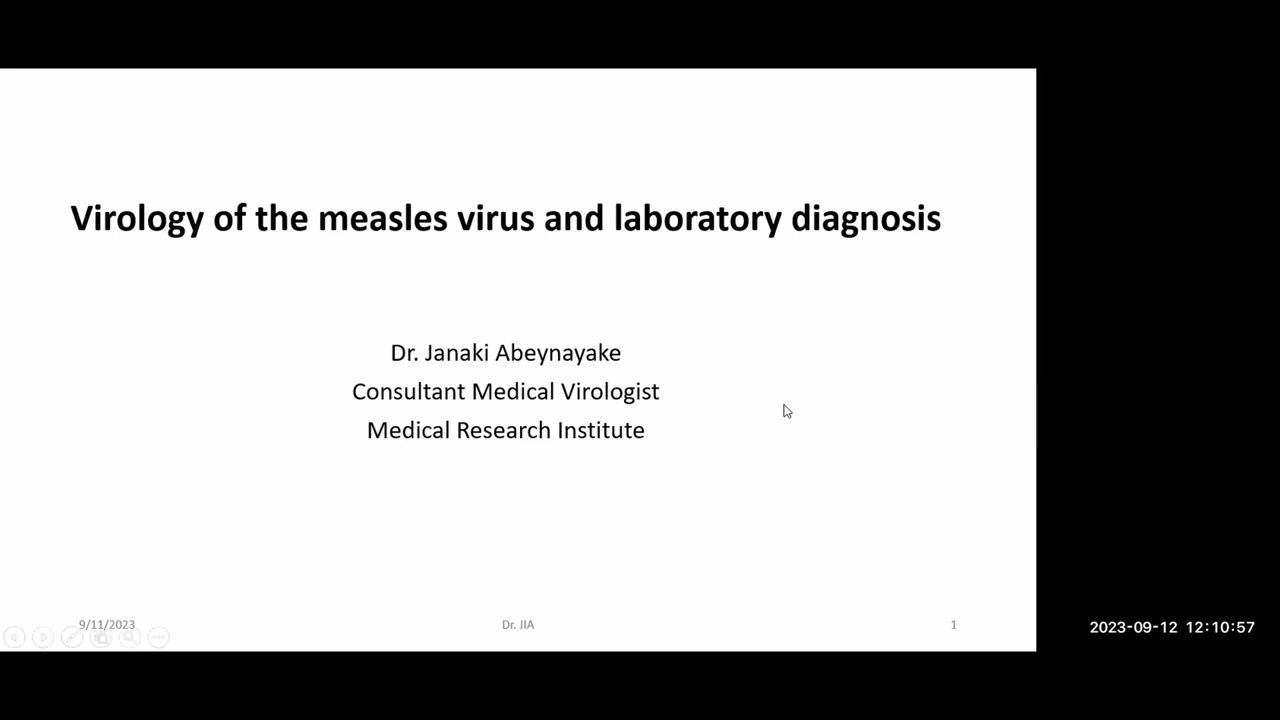 Virology of the measles virus and laboratory diagnosis
Dr. Janaki Abeynayake
Consultant Medical Virologist
Medical Research Institute
9/11/2023
Dr. JIA
1
2023-09-12 12:10:57